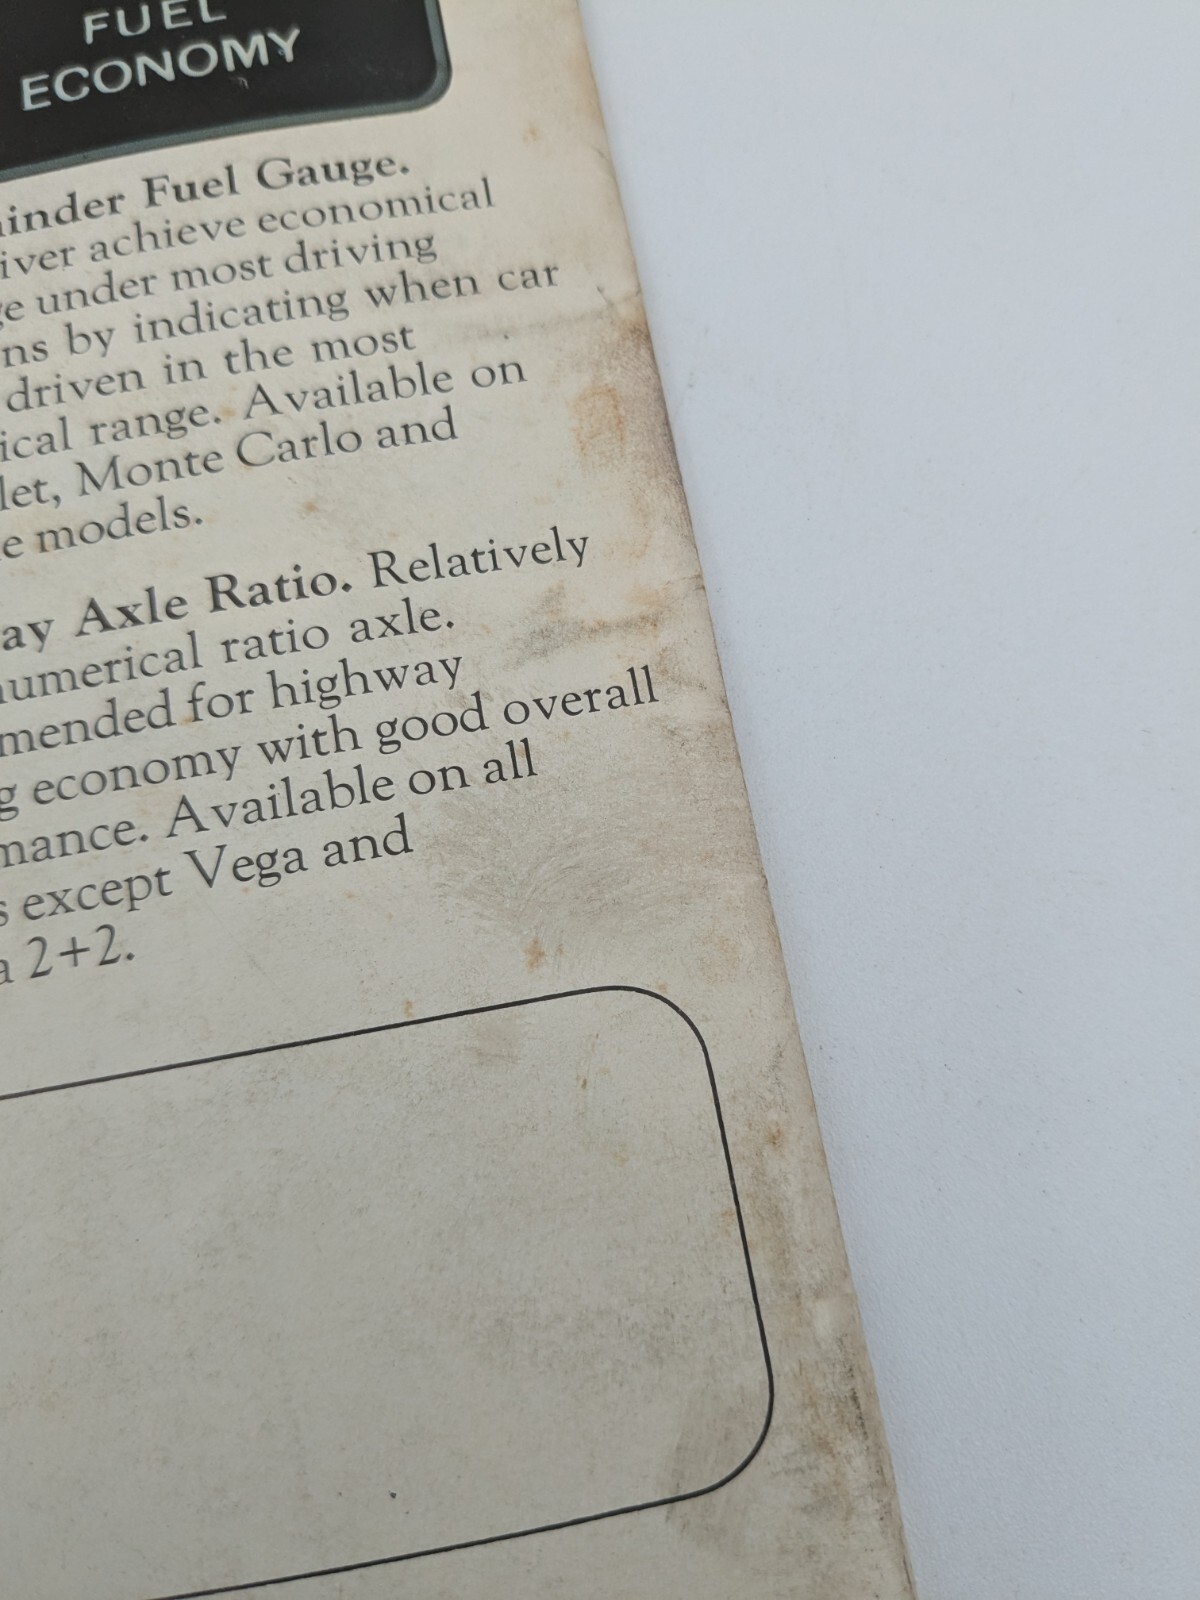 FUEL
ECONOMY
inder Fuel Gauge.
iver achieve economical
ge under most driving
ns by indicating when car
driven in the most
ical range. Available on
let, Monte Carlo and
e models.
ay Axle Ratio. Relatively
numerical ratio axle.
mended for highway
g economy with good overall
mance. Available on all
s except Vega and
a 2+2.